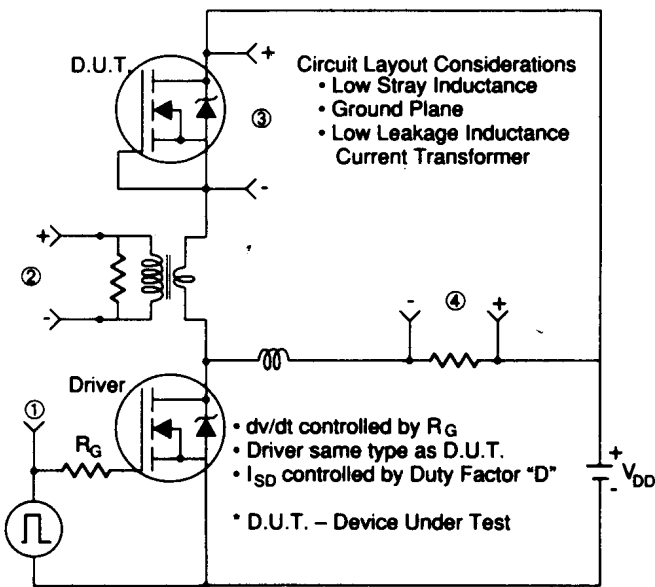 D.U.T.
+
Circuit Layout Considerations
• Low Stray Inductance
• Ground Plane
• Low Leakage Inductance
Current Transformer
③
-
+
②
-
-
④
+
Driver
①
R_G
• dv/dt controlled by R_G
• Driver same type as D.U.T.
• I_SD controlled by Duty Factor "D"
* D.U.T. – Device Under Test
+
V_DD
-